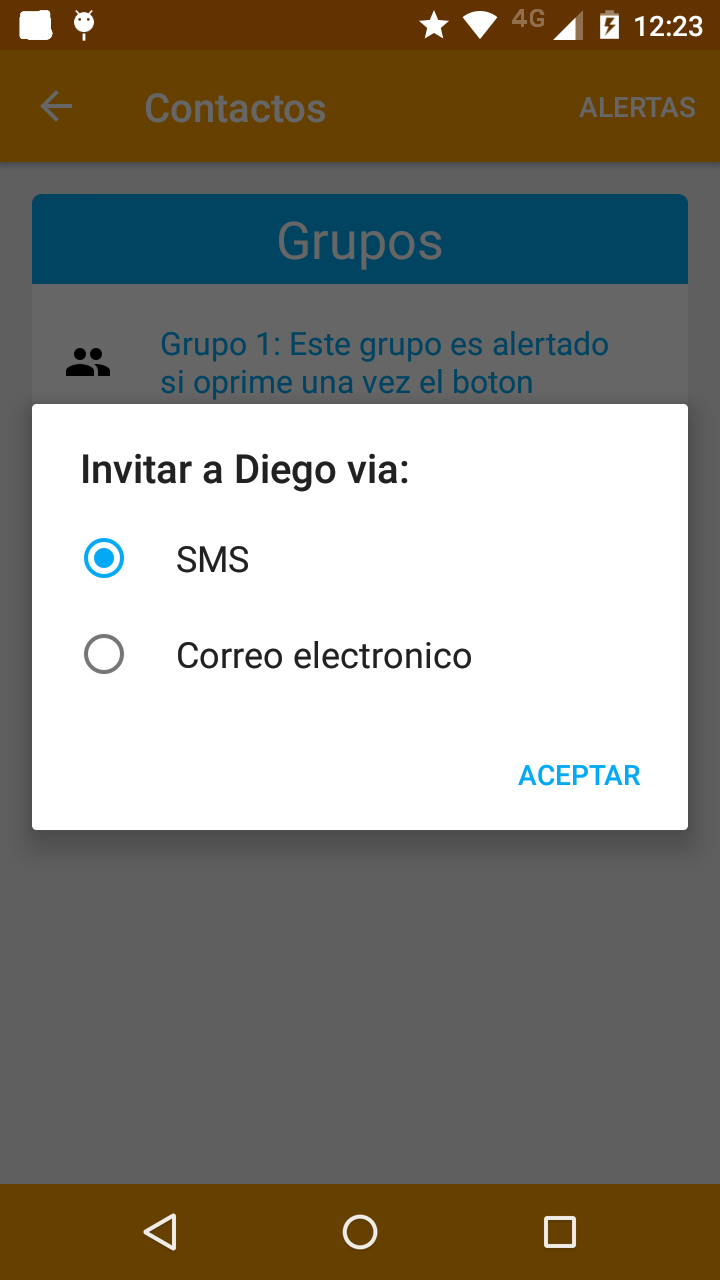 4G 12:23
Contactos ALERTAS
Grupos
Grupo 1: Este grupo es alertado
si oprime una vez el boton
Invitar a Diego via:
SMS
Correo electronico
ACEPTAR